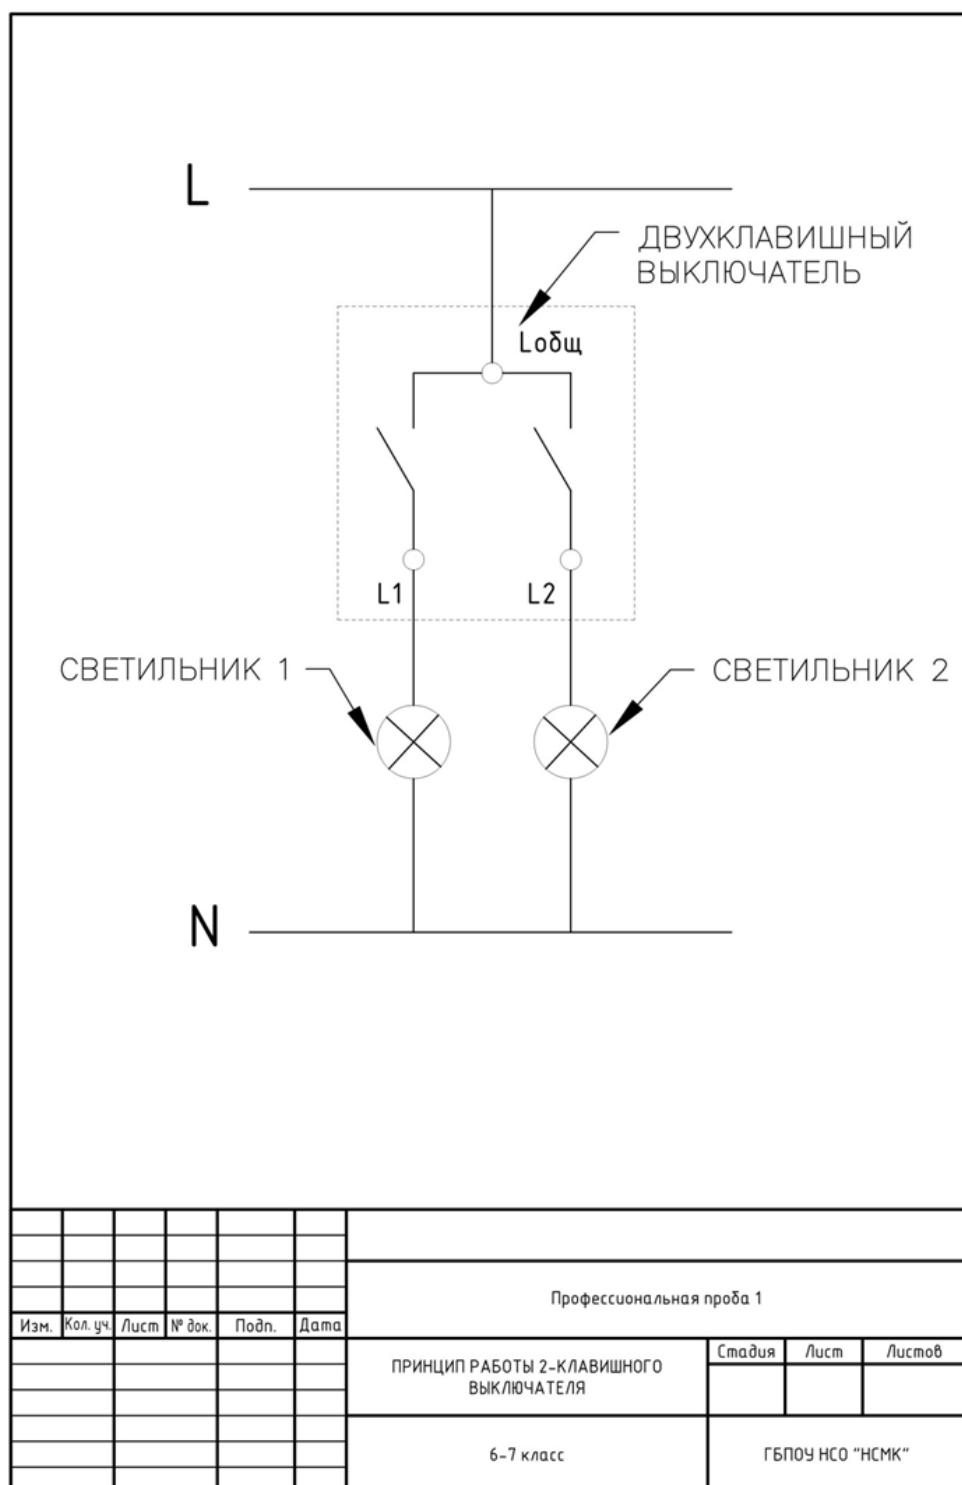 L
ДВУХКЛАВИШНЫЙ
ВЫКЛЮЧАТЕЛЬ
Lобщ
L1
L2
СВЕТИЛЬНИК 1
СВЕТИЛЬНИК 2
N
Профессиональная проба 1
Изм.
Кол. уч.
Лист
№ док.
Подп.
Дата
ПРИНЦИП РАБОТЫ 2-КЛАВИШНОГО
ВЫКЛЮЧАТЕЛЯ
Стадия
Лист
Листов
6-7 класс
ГБПОУ НСО "НСМК"